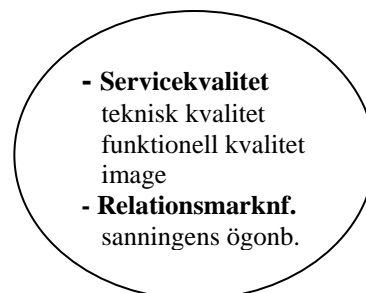 - Servicekvalitet
teknisk kvalitet
funktionell kvalitet
image
- Relationsmarknf.
sanningens ögonb.